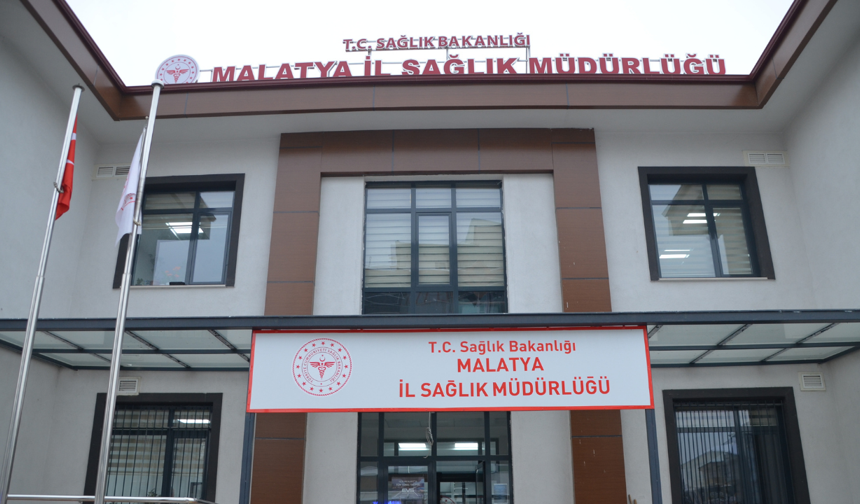 T.C. SAĞLIK BAKANLIĞI
MALATYA İL SAĞLIK MÜDÜRLÜĞÜ
T.C. Sağlık Bakanlığı
MALATYA
İL SAĞLIK MÜDÜRLÜĞÜ